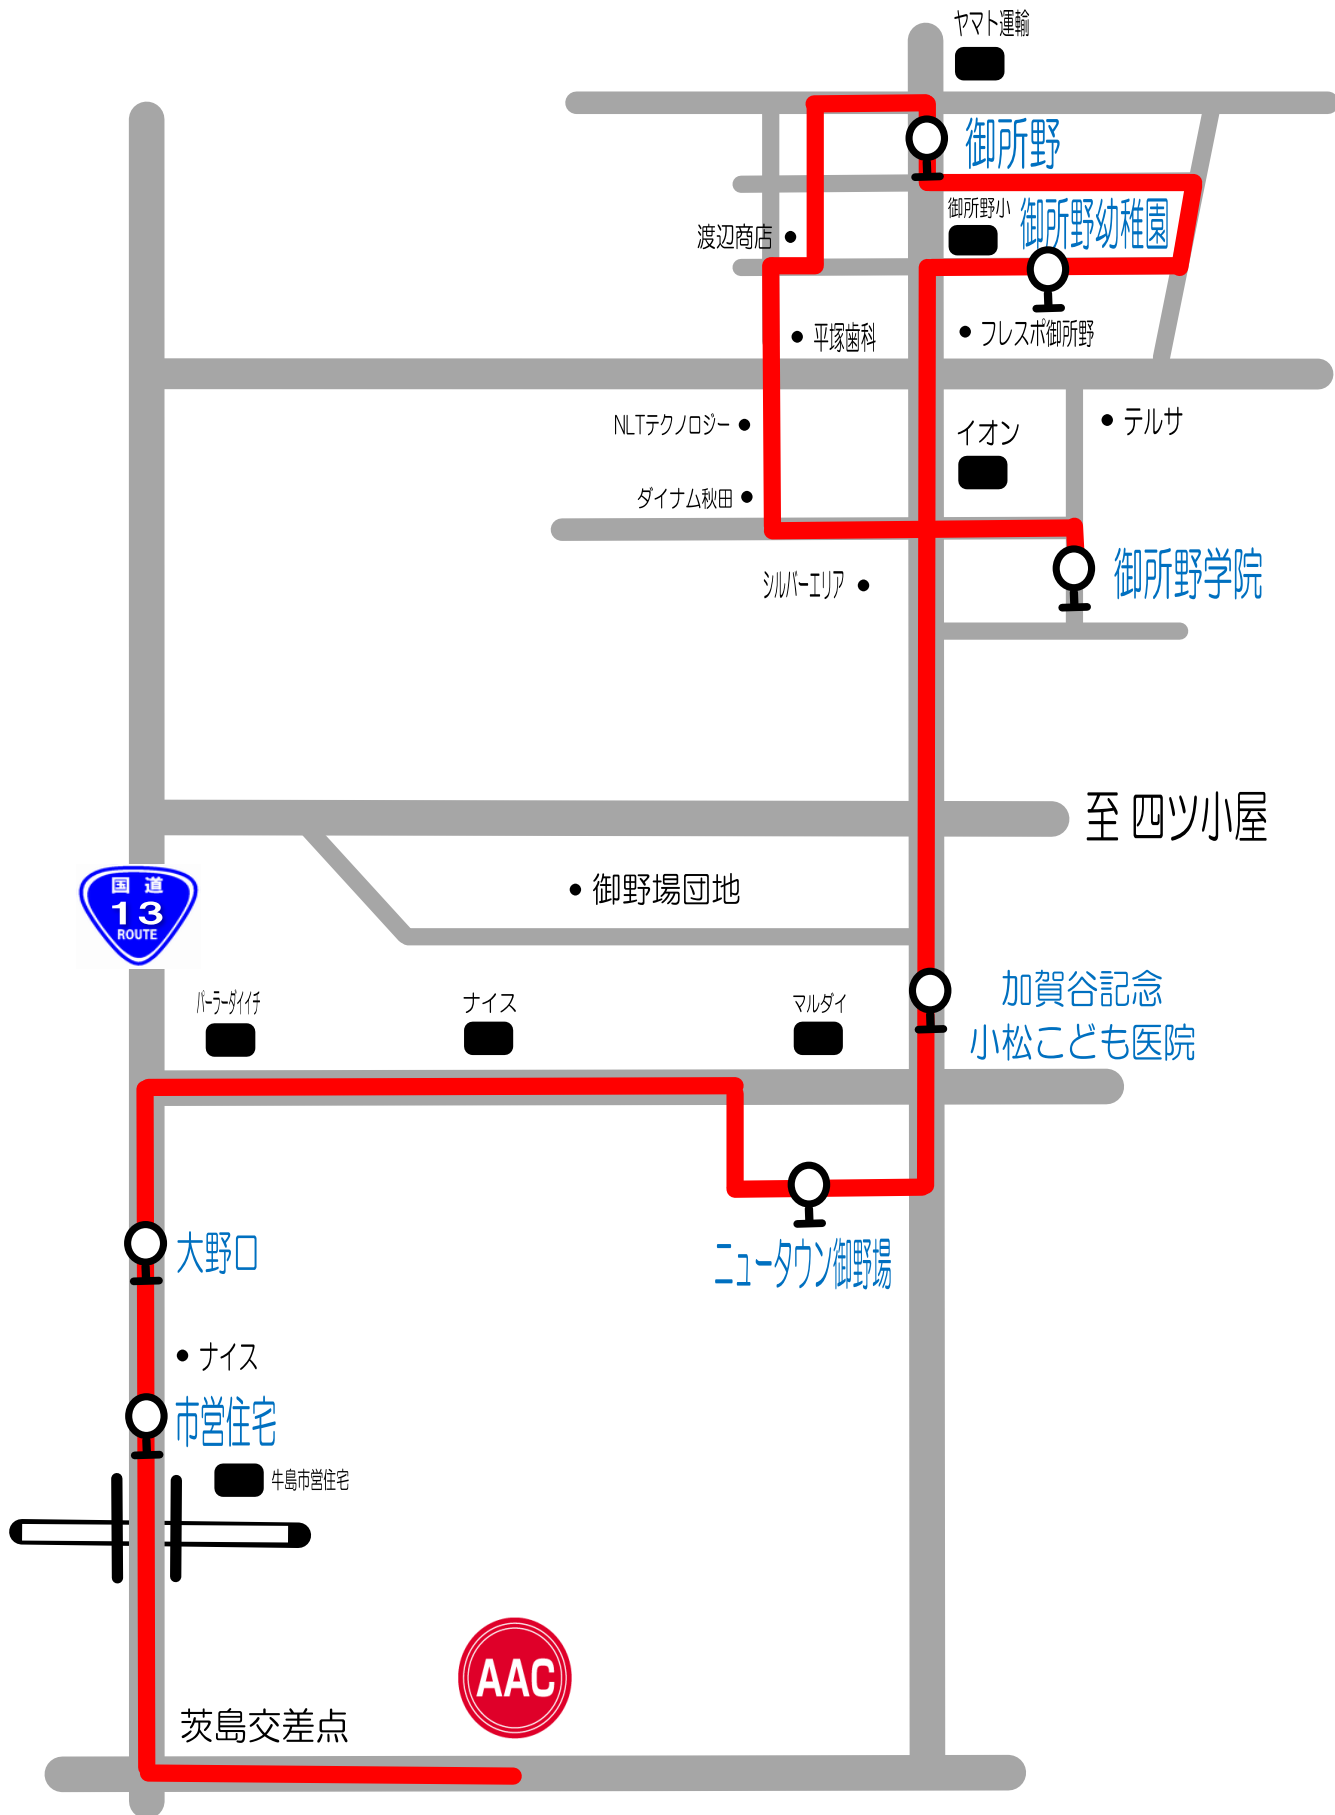 ヤマト運輸
御所野
御所野小
御所野幼稚園
渡辺商店
平塚歯科
フレスポ御所野
NLTテクノロジー
イオン
テルサ
ダイナム秋田
シルバーエリア
御所野学院
至 四ツ小屋
国 道
13
ROUTE
御野場団地
加賀谷記念
小松こども医院
パーラーダイイチ
ナイス
マルダイ
大野口
ニュータウン御野場
ナイス
市営住宅
牛島市営住宅
AAC
茨島交差点